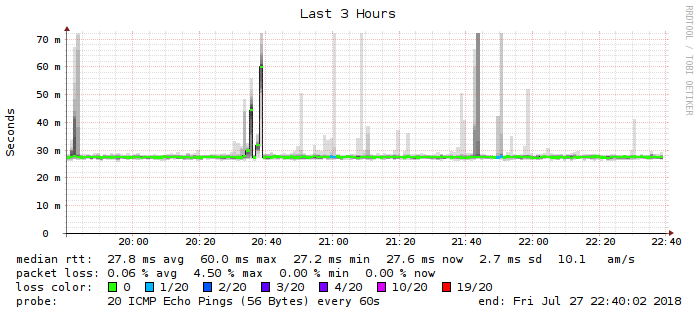 Last 3 Hours
RRDTOOL / TOBI OETIKER
Seconds
70 m
60 m
50 m
40 m
30 m
20 m
10 m
0
20:00 20:20 20:40 21:00 21:20 21:40 22:00 22:20 22:40
median rtt: 27.8 ms avg 60.0 ms max 27.2 ms min 27.6 ms now 2.7 ms sd 10.1 am/s
packet loss: 0.06 % avg 4.50 % max 0.00 % min 0.00 % now
loss color: 0 1/20 2/20 3/20 4/20 10/20 19/20
probe: 20 ICMP Echo Pings (56 Bytes) every 60s end: Fri Jul 27 22:40:02 2018